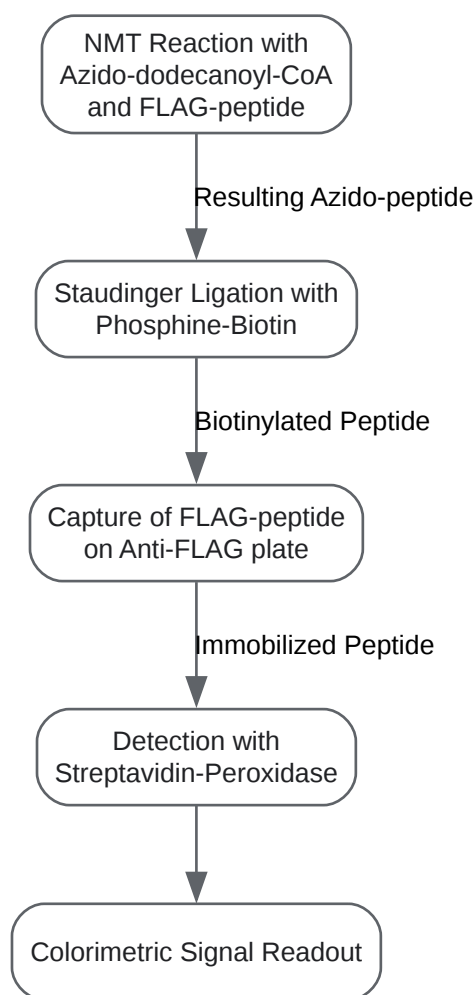 NMT Reaction with
Azido-dodecanoyl-CoA
and FLAG-peptide
Resulting Azido-peptide
Staudinger Ligation with
Phosphine-Biotin
Biotinylated Peptide
Capture of FLAG-peptide
on Anti-FLAG plate
Immobilized Peptide
Detection with
Streptavidin-Peroxidase
Colorimetric Signal Readout